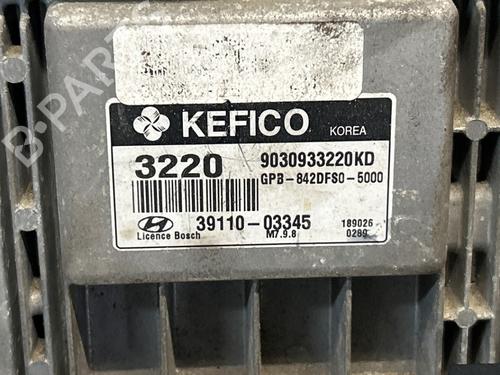 B-PARTS
KEFICO
KOREA
3220
9030933220KD
GPB-842DFS0-5000
39110-03345
Licence Bosch
M7.9.8
189026
0289